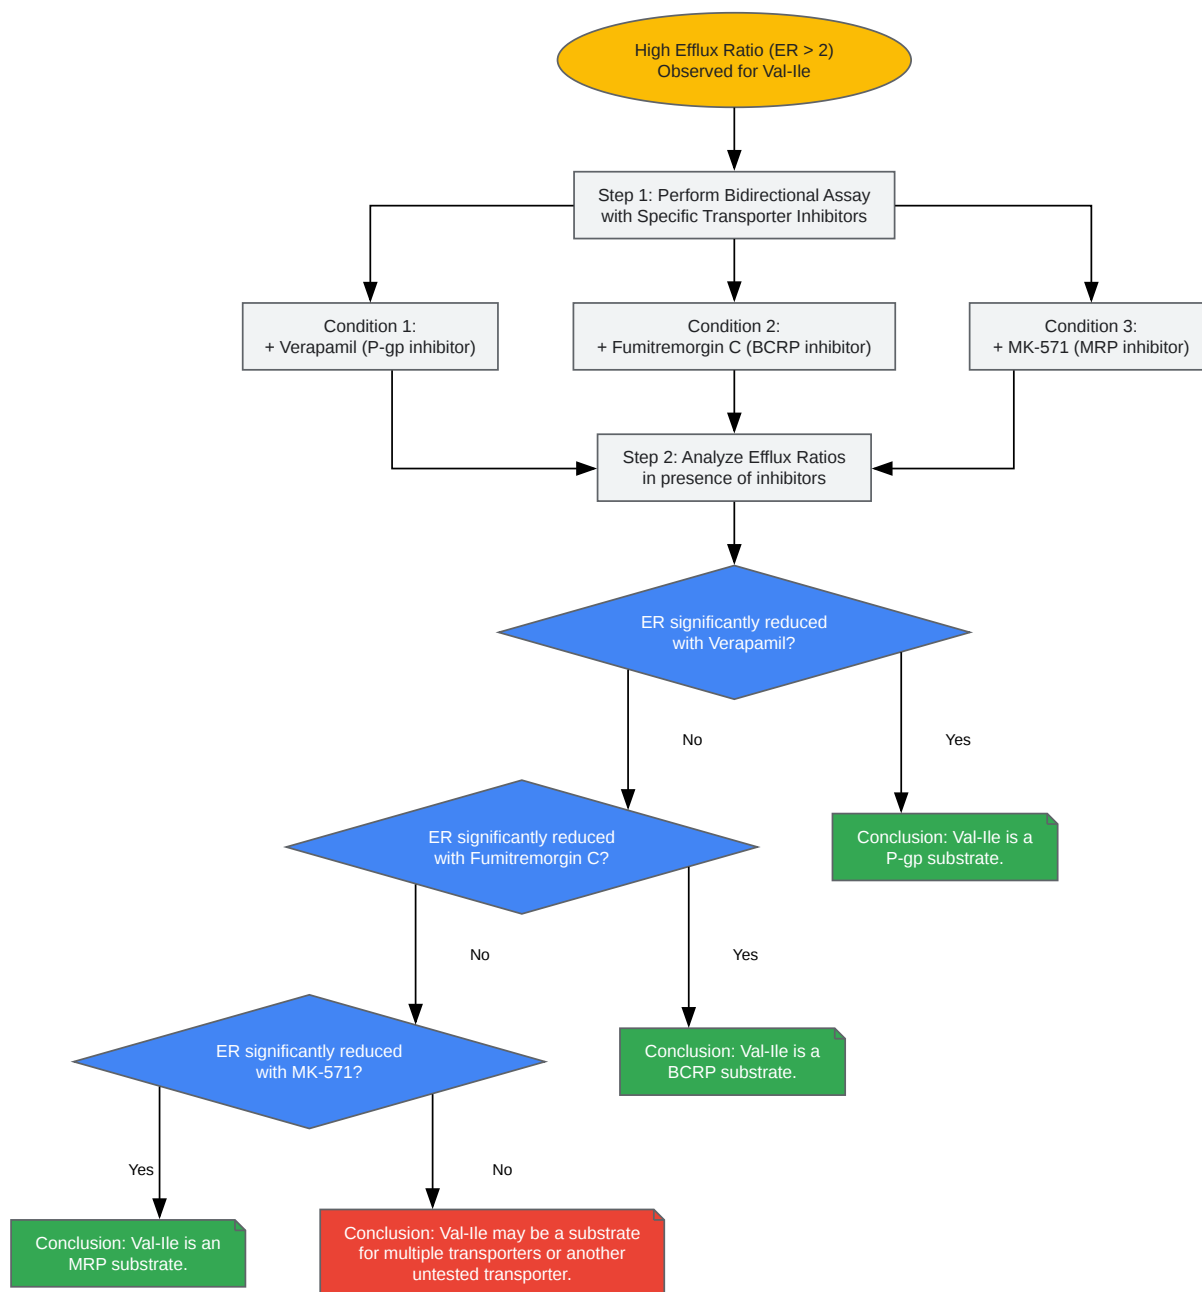 High Efflux Ratio (ER > 2)
Observed for Val-Ile
Step 1: Perform Bidirectional Assay
with Specific Transporter Inhibitors
Condition 1:
+ Verapamil (P-gp inhibitor)
Condition 2:
+ Fumitremorgin C (BCRP inhibitor)
Condition 3:
+ MK-571 (MRP inhibitor)
Step 2: Analyze Efflux Ratios
in presence of inhibitors
ER significantly reduced
with Verapamil?
No
Yes
ER significantly reduced
with Fumitremorgin C?
Conclusion: Val-Ile is a
P-gp substrate.
No
Yes
ER significantly reduced
with MK-571?
Conclusion: Val-Ile is a
BCRP substrate.
Yes
No
Conclusion: Val-Ile is an
MRP substrate.
Conclusion: Val-Ile may be a substrate
for multiple transporters or another
untested transporter.